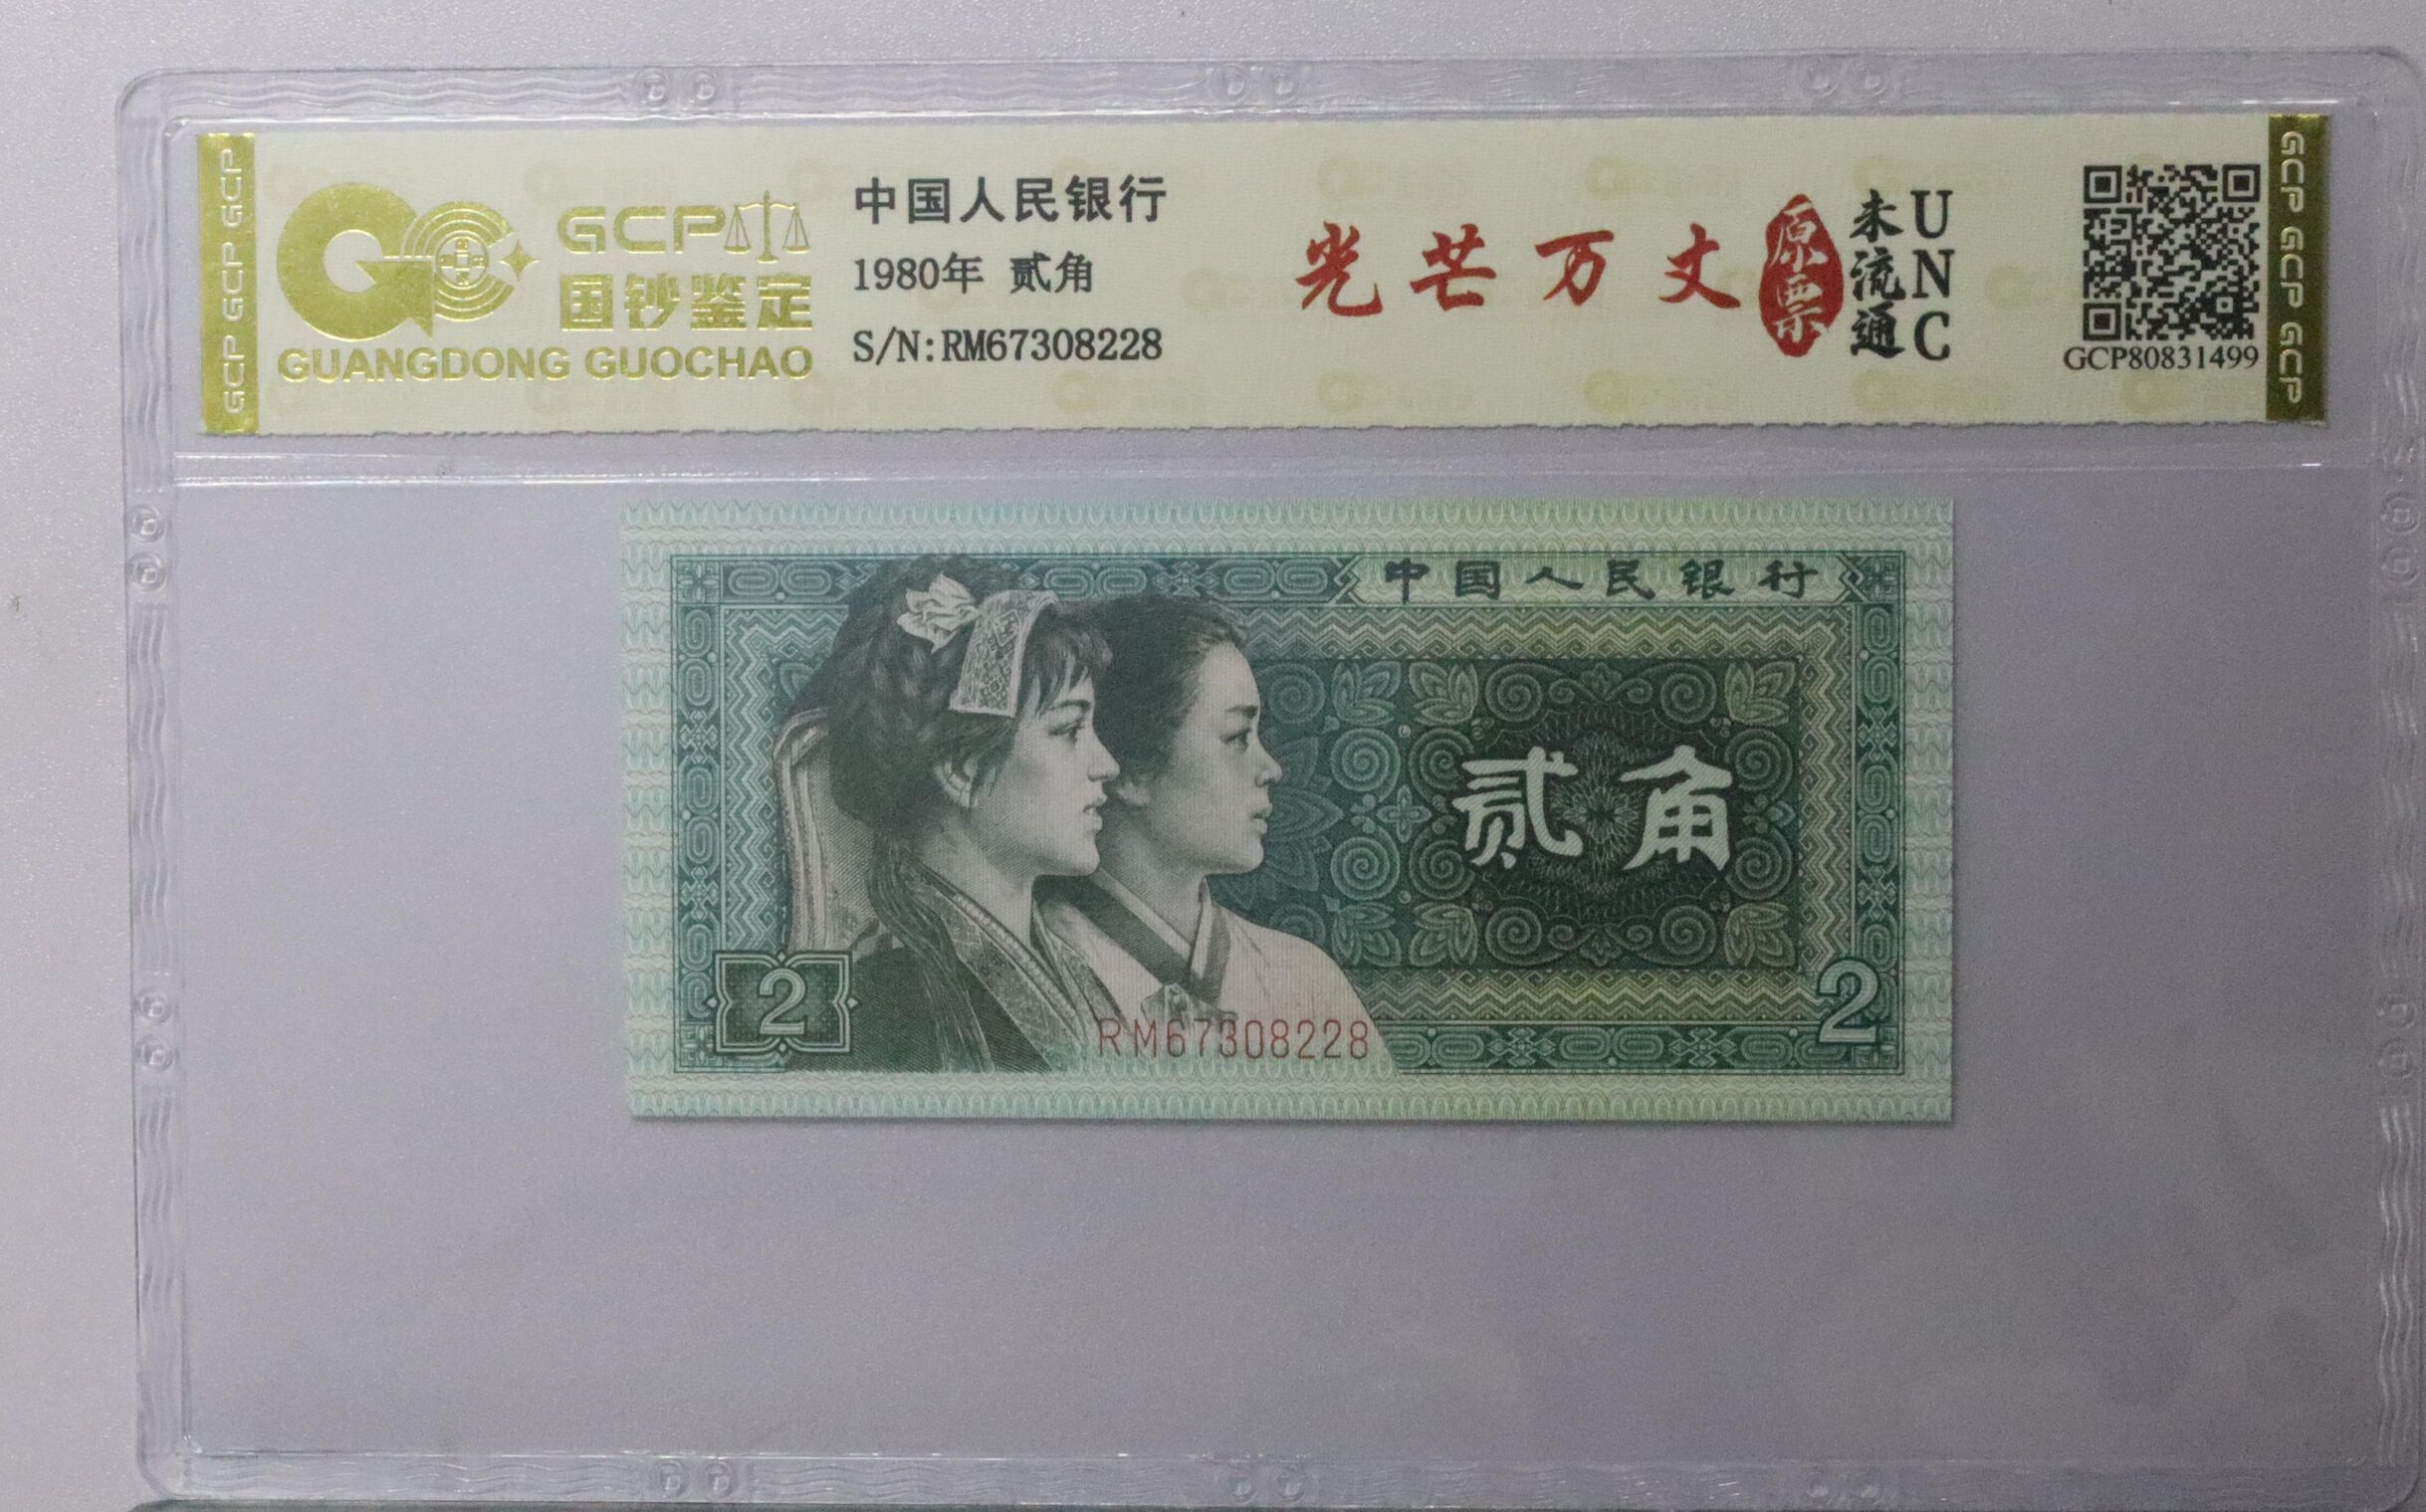 GCP GCP GCP
GCP
国钞鉴定
GUANGDONG GUOCHAO
中国人民银行
1980年 贰角
S/N:RM67308228
光芒万丈
原票
未流通
UNC
GCP80831499
GCP GCP GCP
中国人民银行
贰角
2
RM67308228
2